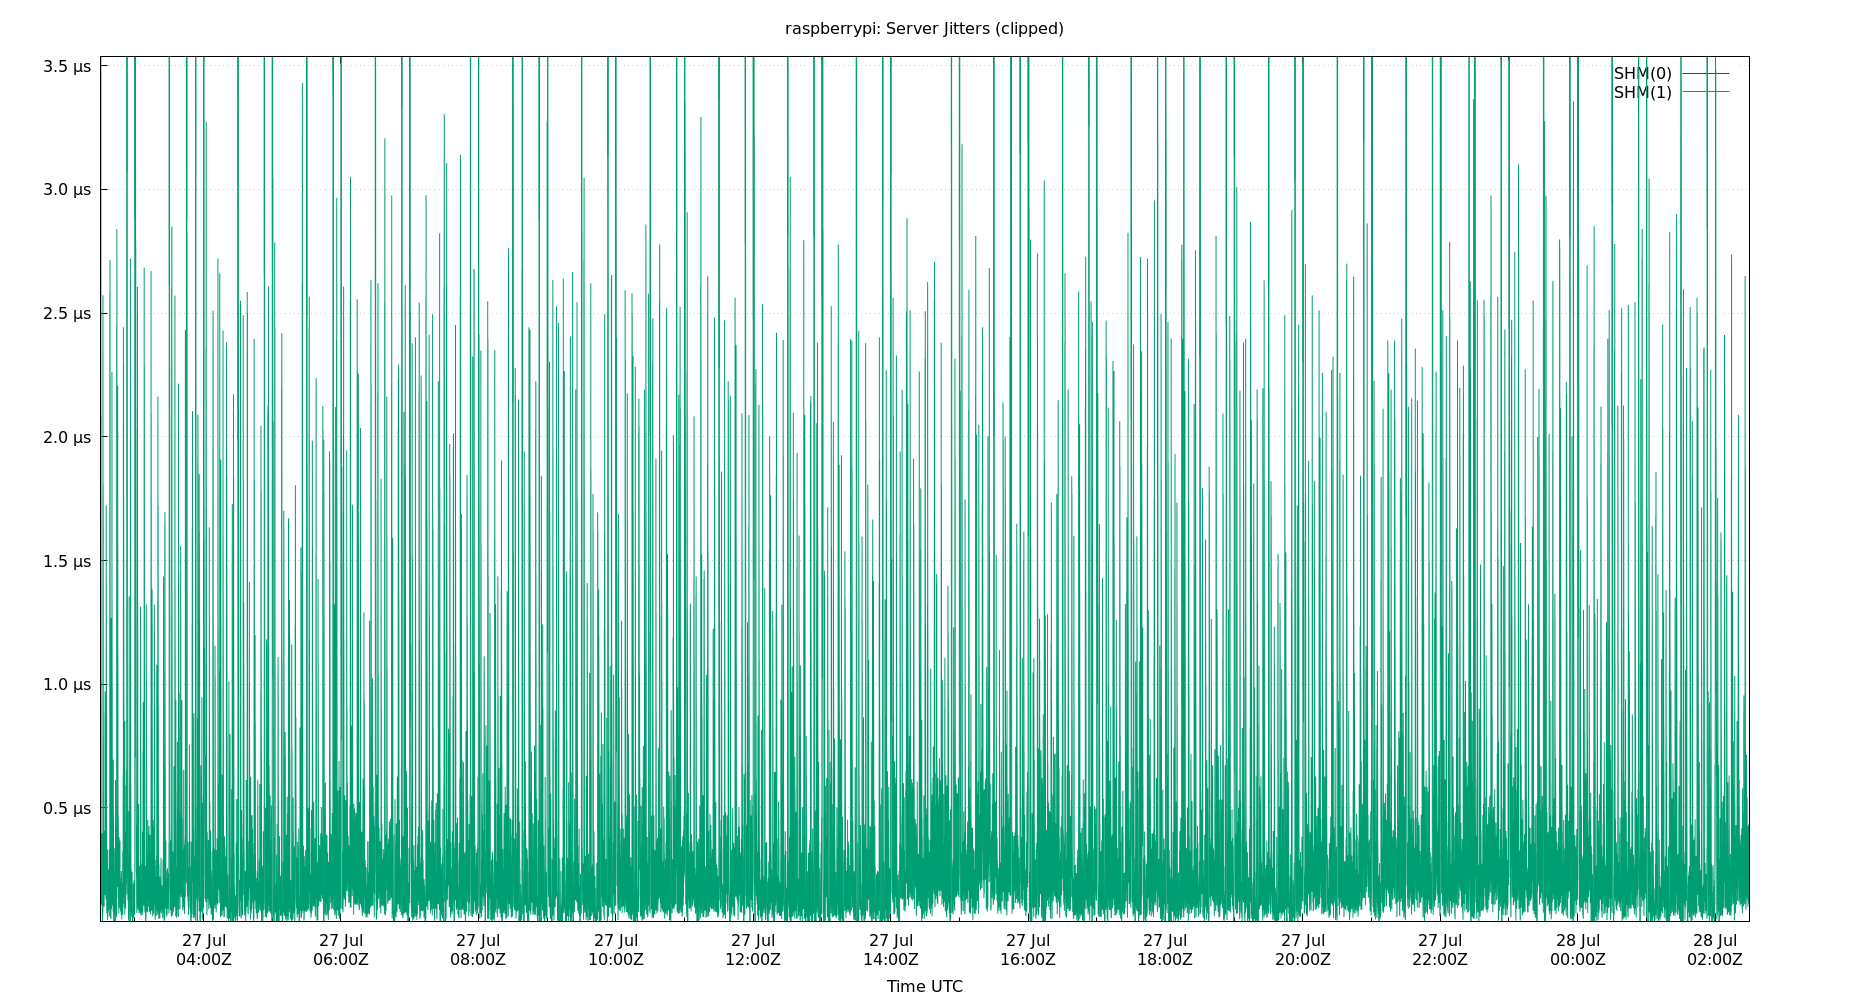 raspberrypi: Server Jitters (clipped)
3.5 µs
3.0 µs
2.5 µs
2.0 µs
1.5 µs
1.0 µs
0.5 µs
SHM(0)
SHM(1)
27 Jul 27 Jul 27 Jul 27 Jul 27 Jul 27 Jul 27 Jul 27 Jul 27 Jul 27 Jul 28 Jul 28 Jul
04:00Z 06:00Z 08:00Z 10:00Z 12:00Z 14:00Z 16:00Z 18:00Z 20:00Z 22:00Z 00:00Z 02:00Z
Time UTC